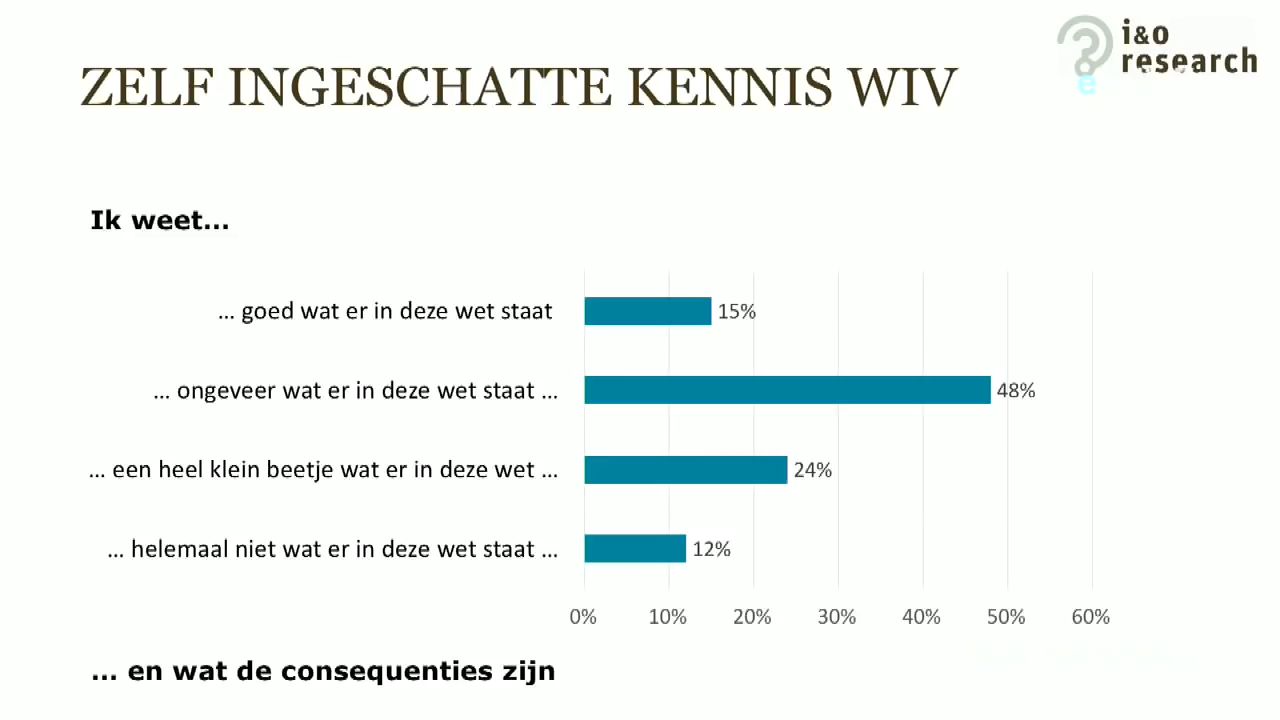 i&o
research
ZELF INGESCHATTE KENNIS WIV
Ik weet...
... goed wat er in deze wet staat 15%
... ongeveer wat er in deze wet staat ... 48%
... een heel klein beetje wat er in deze wet ... 24%
... helemaal niet wat er in deze wet staat ... 12%
0% 10% 20% 30% 40% 50% 60%
... en wat de consequenties zijn